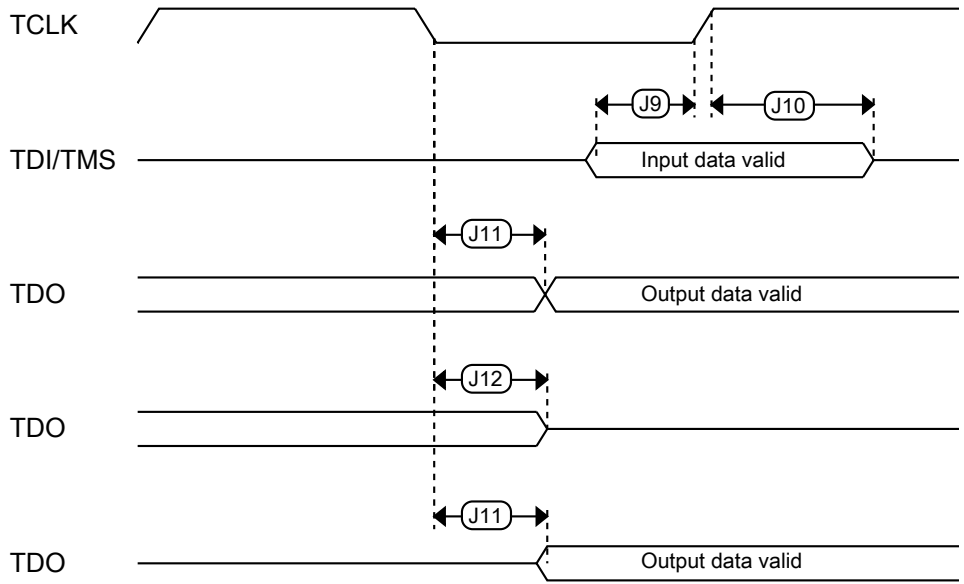 TCLK
J9
J10
TDI/TMS
Input data valid
J11
TDO
Output data valid
J12
TDO
J11
TDO
Output data valid